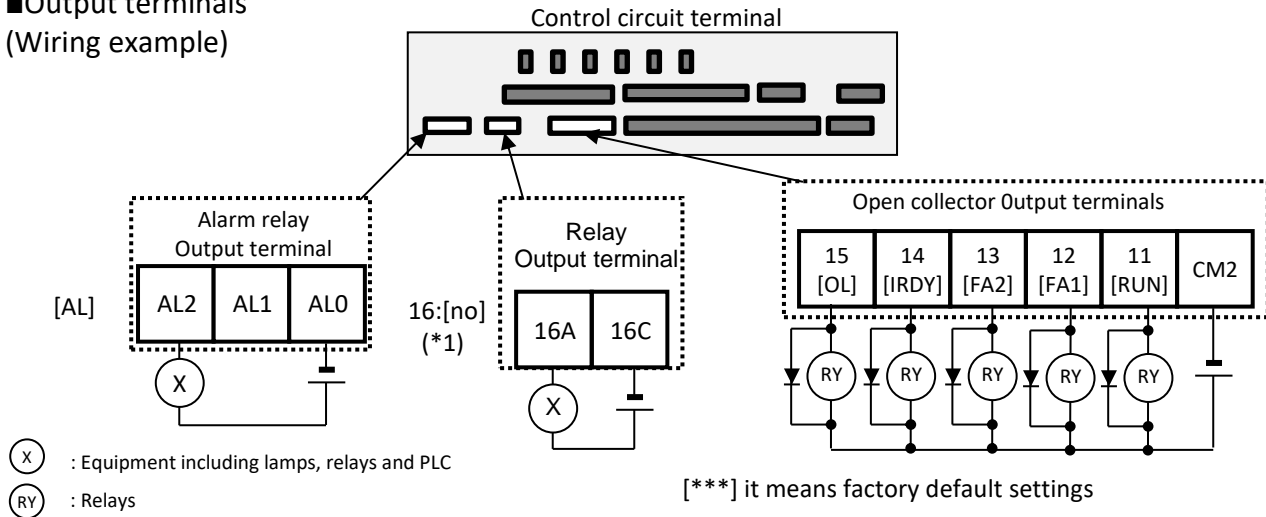 ■Output terminals
(Wiring example)
Control circuit terminal
Alarm relay
Output terminal
[AL]
AL2 AL1 AL0
Relay
Output terminal
16:[no]
(*1)
16A 16C
Open collector 0utput terminals
15 14 13 12 11 CM2
[OL] [IRDY] [FA2] [FA1] [RUN]
X
X
RY RY RY RY RY
X : Equipment including lamps, relays and PLC
RY : Relays
[***] it means factory default settings